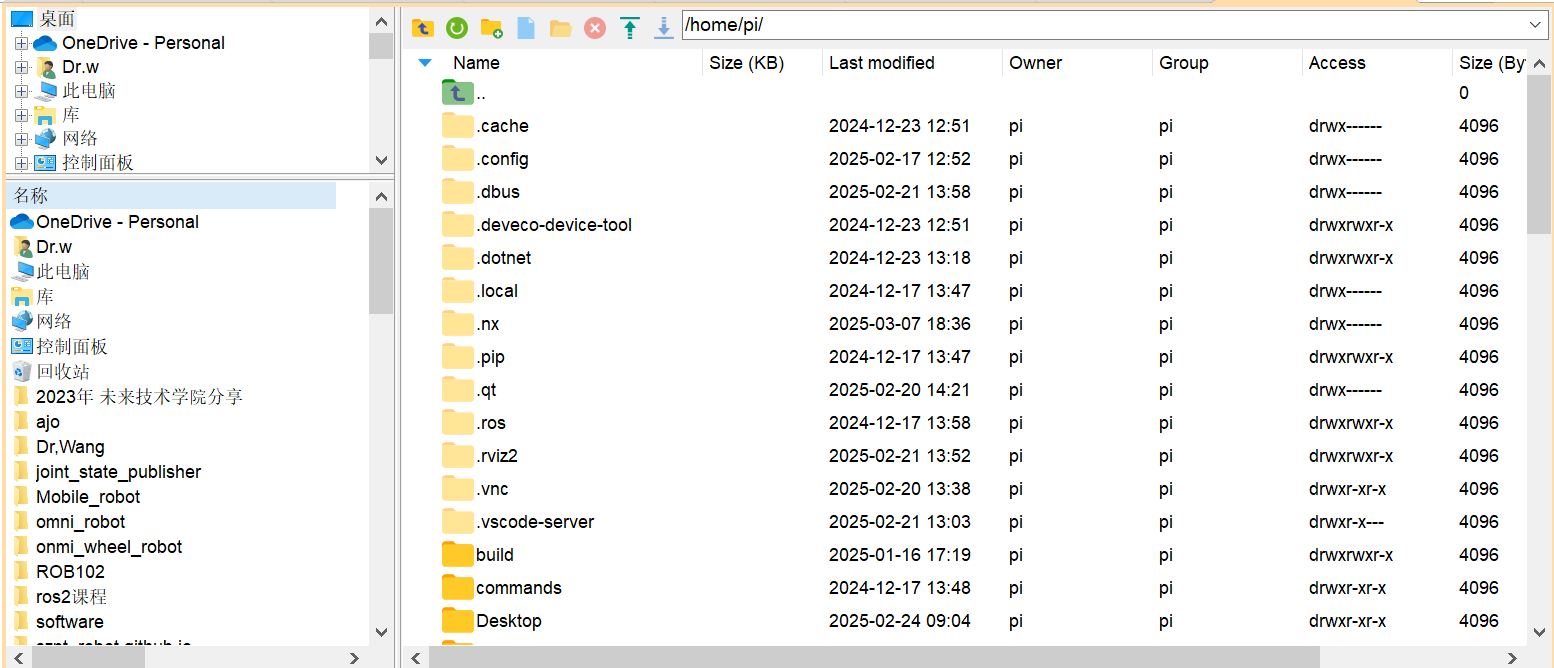 桌面
OneDrive - Personal
Dr.w
此电脑
库
网络
控制面板
名称
OneDrive - Personal
Dr.w
此电脑
库
网络
控制面板
回收站
2023年 未来技术学院分享
ajo
Dr,Wang
joint_state_publisher
Mobile_robot
omni_robot
onmi_wheel_robot
ROB102
ros2课程
software
/home/pi/
Name Size (KB) Last modified Owner Group Access Size (By
.. 0
.cache 2024-12-23 12:51 pi pi drwx------ 4096
.config 2025-02-17 12:52 pi pi drwx------ 4096
.dbus 2025-02-21 13:58 pi pi drwx------ 4096
.deveco-device-tool 2024-12-23 12:51 pi pi drwxrwxr-x 4096
.dotnet 2024-12-23 13:18 pi pi drwxrwxr-x 4096
.local 2024-12-17 13:47 pi pi drwx------ 4096
.nx 2025-03-07 18:36 pi pi drwx------ 4096
.pip 2024-12-17 13:47 pi pi drwxrwxr-x 4096
.qt 2025-02-20 14:21 pi pi drwx------ 4096
.ros 2024-12-17 13:58 pi pi drwxrwxr-x 4096
.rviz2 2025-02-21 13:52 pi pi drwxrwxr-x 4096
.vnc 2025-02-20 13:38 pi pi drwxr-xr-x 4096
.vscode-server 2025-02-21 13:03 pi pi drwxr-x--- 4096
build 2025-01-16 17:19 pi pi drwxrwxr-x 4096
commands 2024-12-17 13:48 pi pi drwxr-xr-x 4096
Desktop 2025-02-24 09:04 pi pi drwxr-xr-x 4096